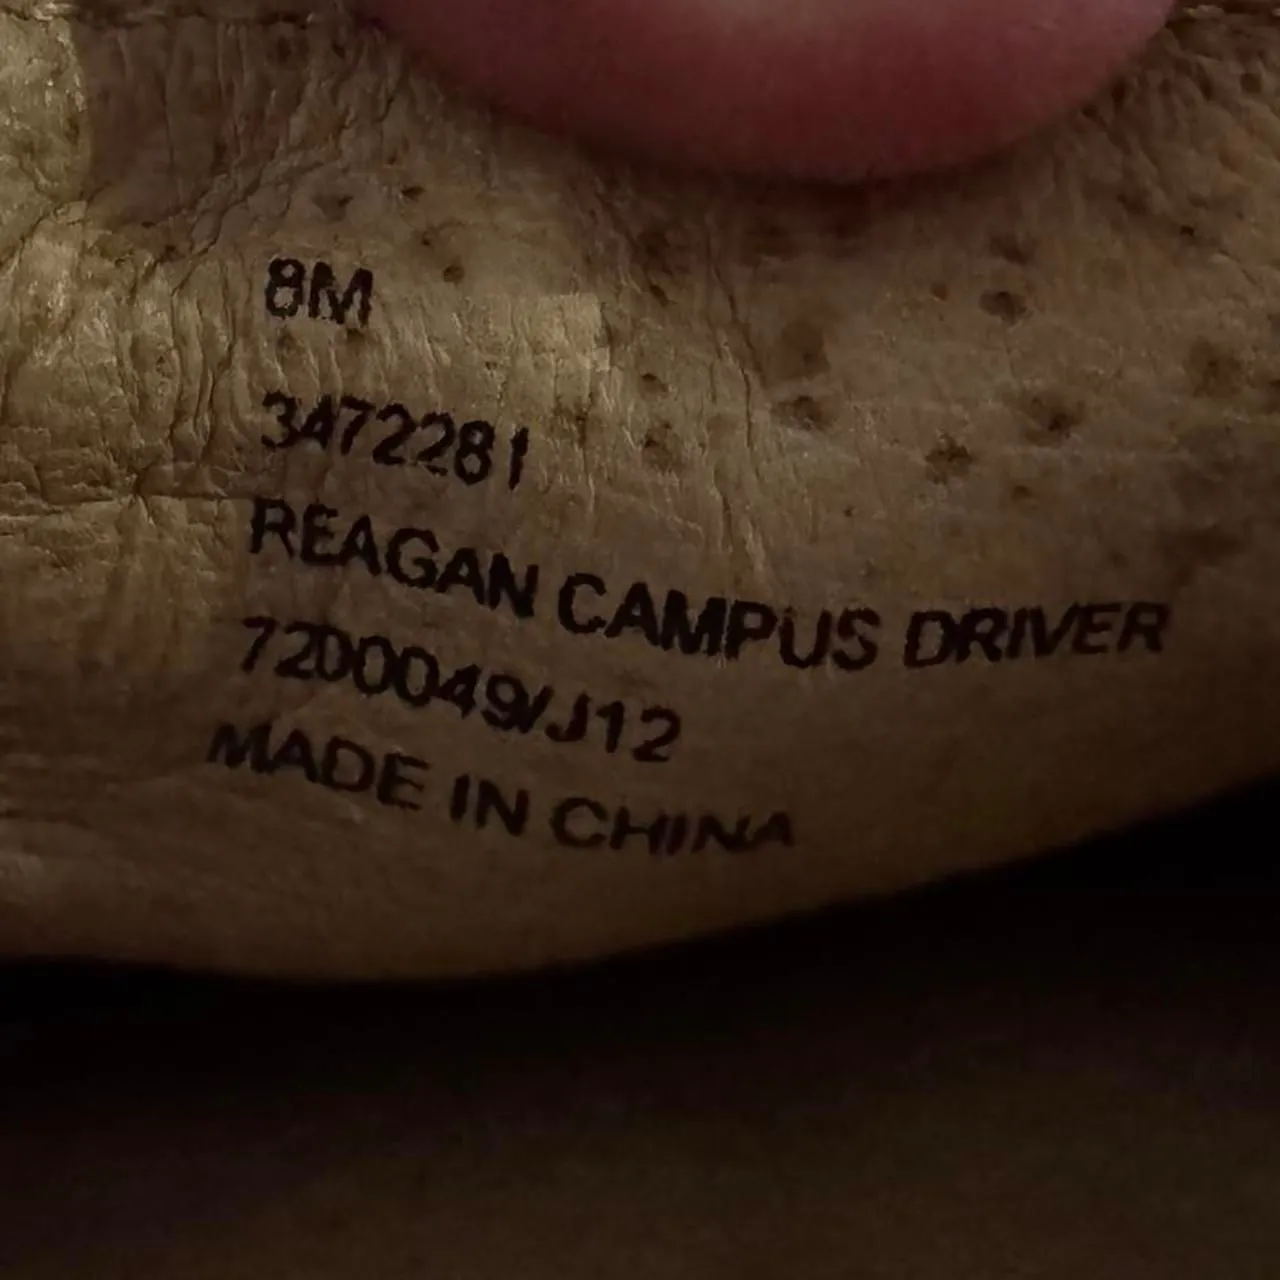 8M
3472281
REAGAN CAMPUS DRIVER
7200049/J12
MADE IN CHINA